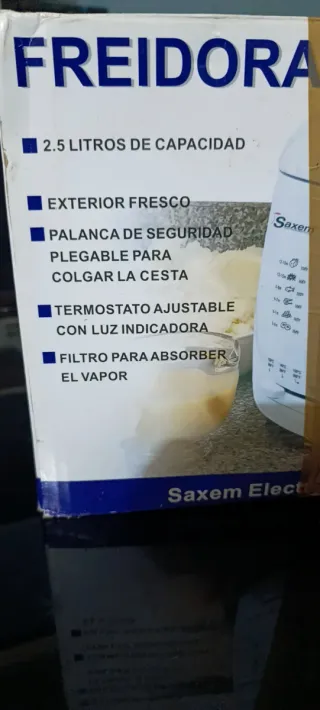 FREIDORA
2.5 LITROS DE CAPACIDAD
EXTERIOR FRESCO
PALANCA DE SEGURIDAD
PLEGABLE PARA
COLGAR LA CESTA
TERMOSTATO AJUSTABLE
CON LUZ INDICADORA
FILTRO PARA ABSORBER
EL VAPOR
Saxem
Saxem Elect